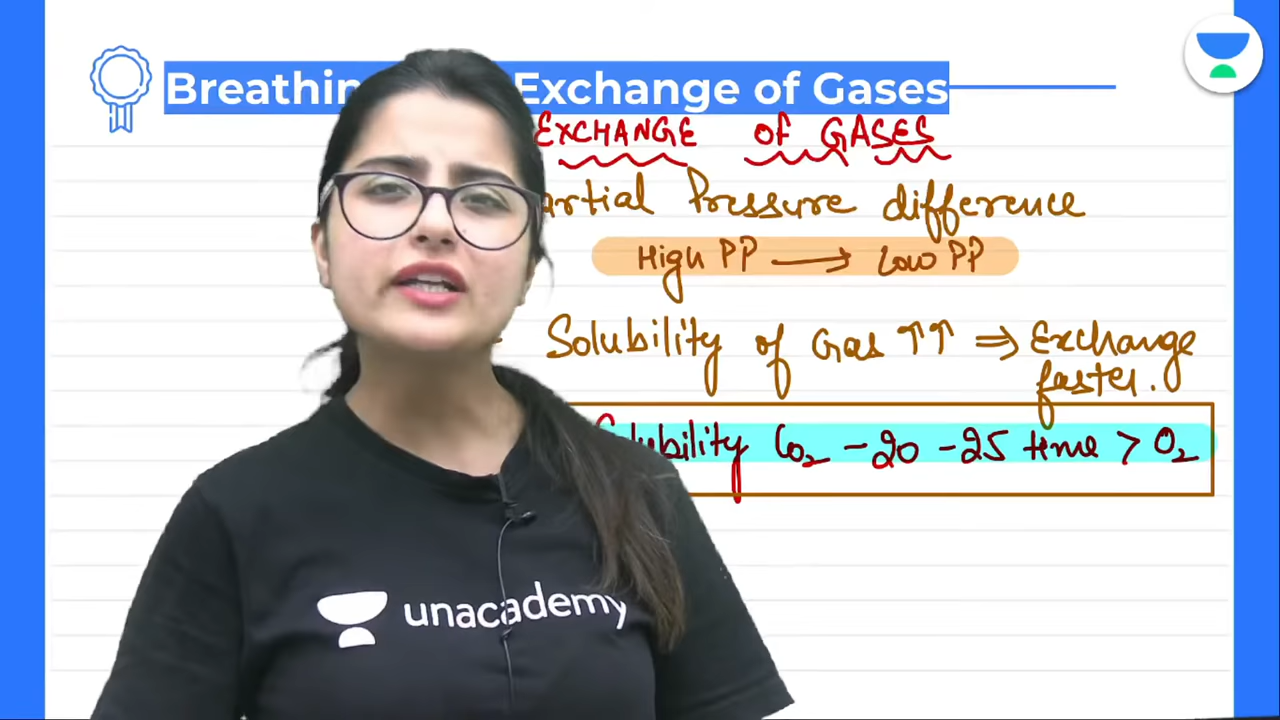 Breathin Exchange of Gases
EXCHANGE OF GASES
artial Pressure difference
High PP → Low PP
Solubility of Gas ↑↑ ⇒ Exchange
faster.
Solubility CO2 - 20 - 25 time > O2
unacademy